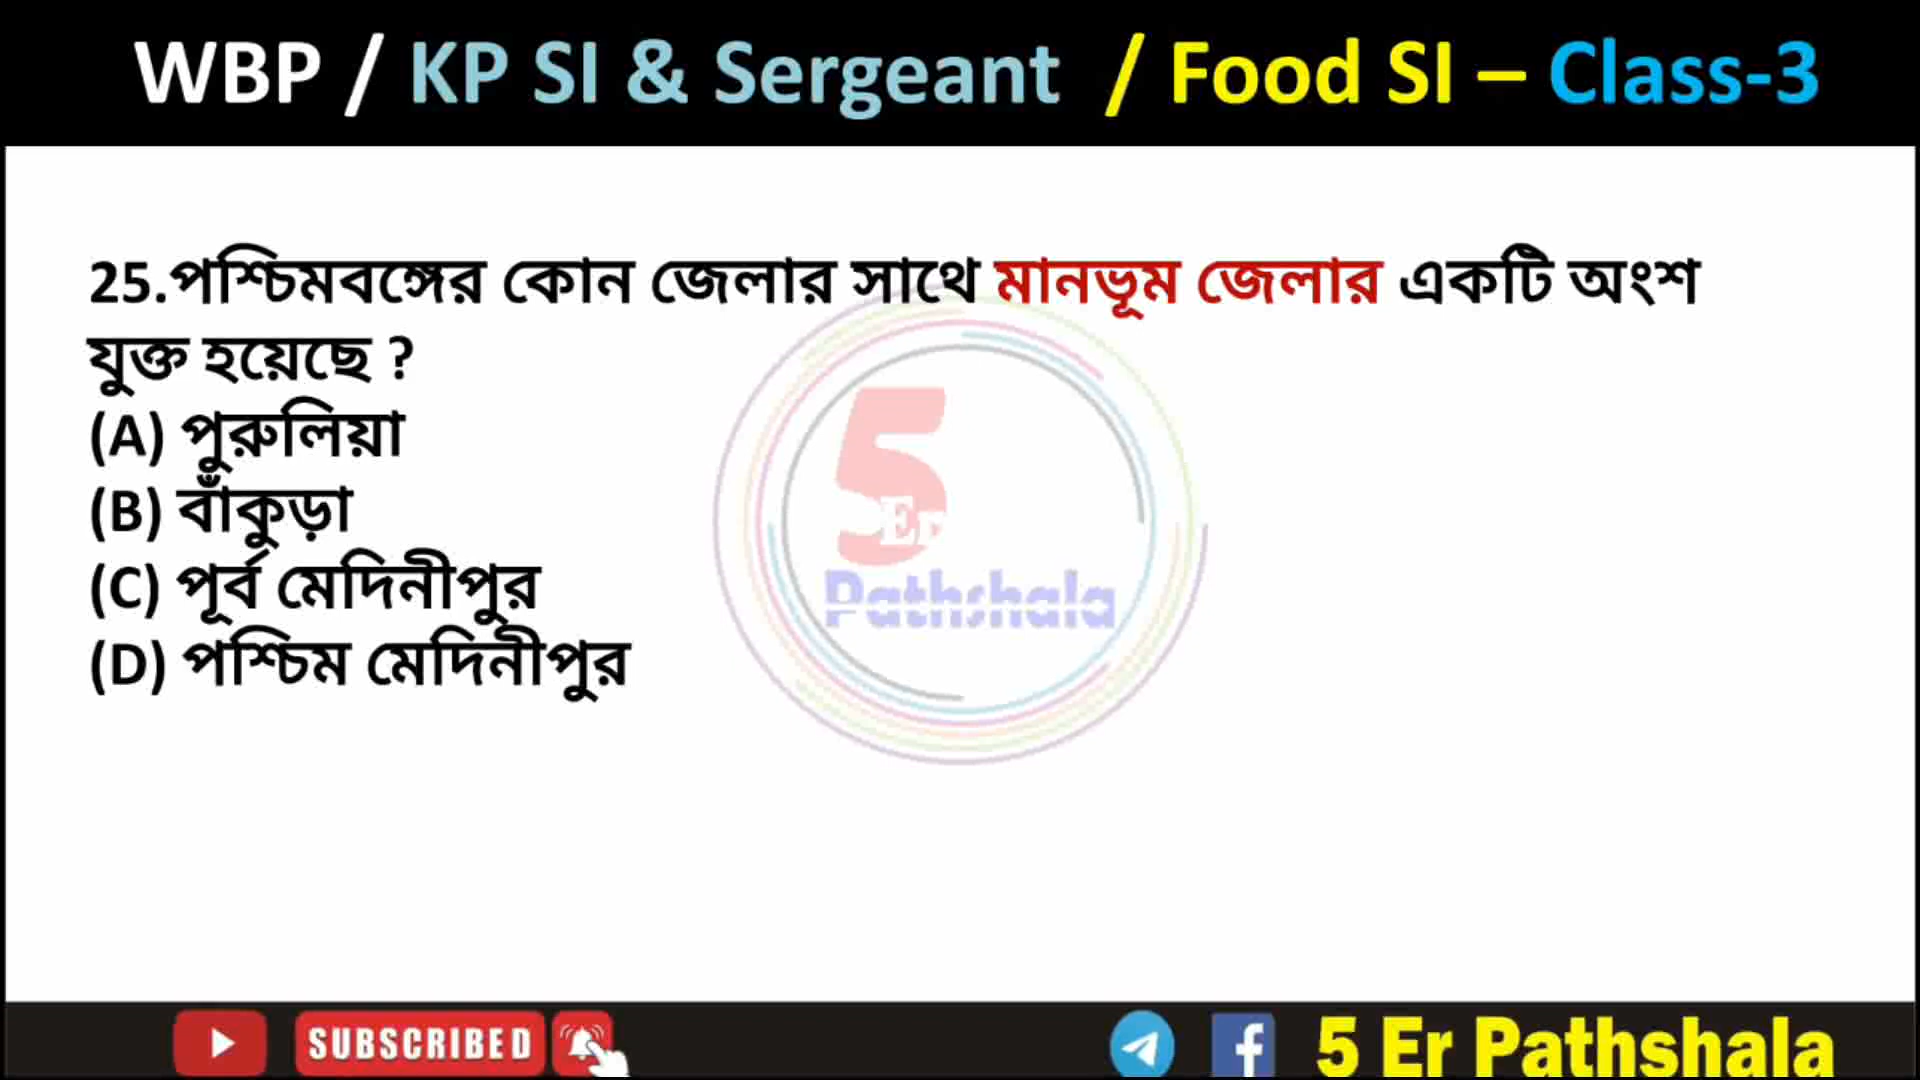 WBP / KP SI & Sergeant / Food SI – Class-3
25.পশ্চিমবঙ্গের কোন জেলার সাথে মানভূম জেলার একটি অংশ
যুক্ত হয়েছে ?
(A) পুরুলিয়া
(B) বাঁকুড়া
(C) পূর্ব মেদিনীপুর
(D) পশ্চিম মেদিনীপুর
5 Er
Pathshala
SUBSCRIBED
5 Er Pathshala